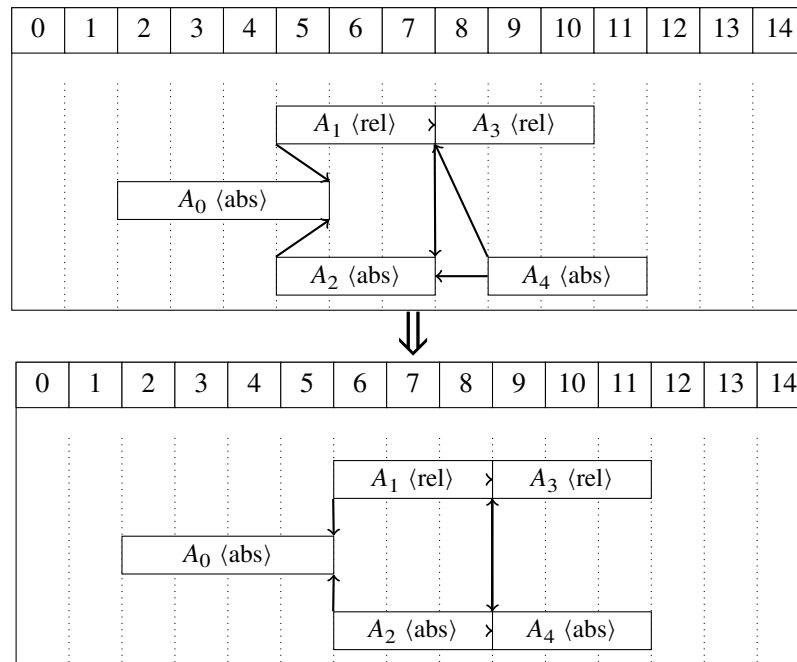 0 1 2 3 4 5 6 7 8 9 10 11 12 13 14
A₁ ⟨rel⟩ A₃ ⟨rel⟩
A₀ ⟨abs⟩
A₂ ⟨abs⟩ A₄ ⟨abs⟩
0 1 2 3 4 5 6 7 8 9 10 11 12 13 14
A₁ ⟨rel⟩ A₃ ⟨rel⟩
A₀ ⟨abs⟩
A₂ ⟨abs⟩ A₄ ⟨abs⟩